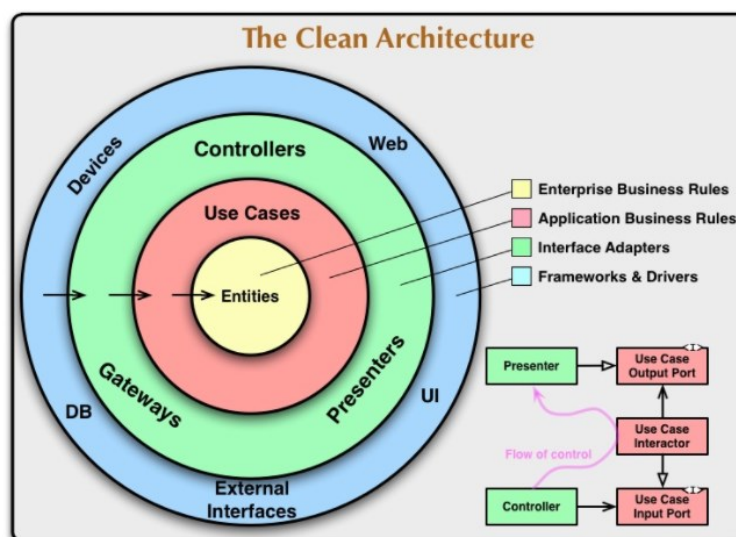 The Clean Architecture
Devices
Web
Controllers
Use Cases
Entities
Gateways
Presenters
DB
UI
External
Interfaces
Enterprise Business Rules
Application Business Rules
Interface Adapters
Frameworks & Drivers
Presenter
Use Case
Output Port
<I>
Flow of control
Use Case
Interactor
Controller
Use Case
Input Port
<I>